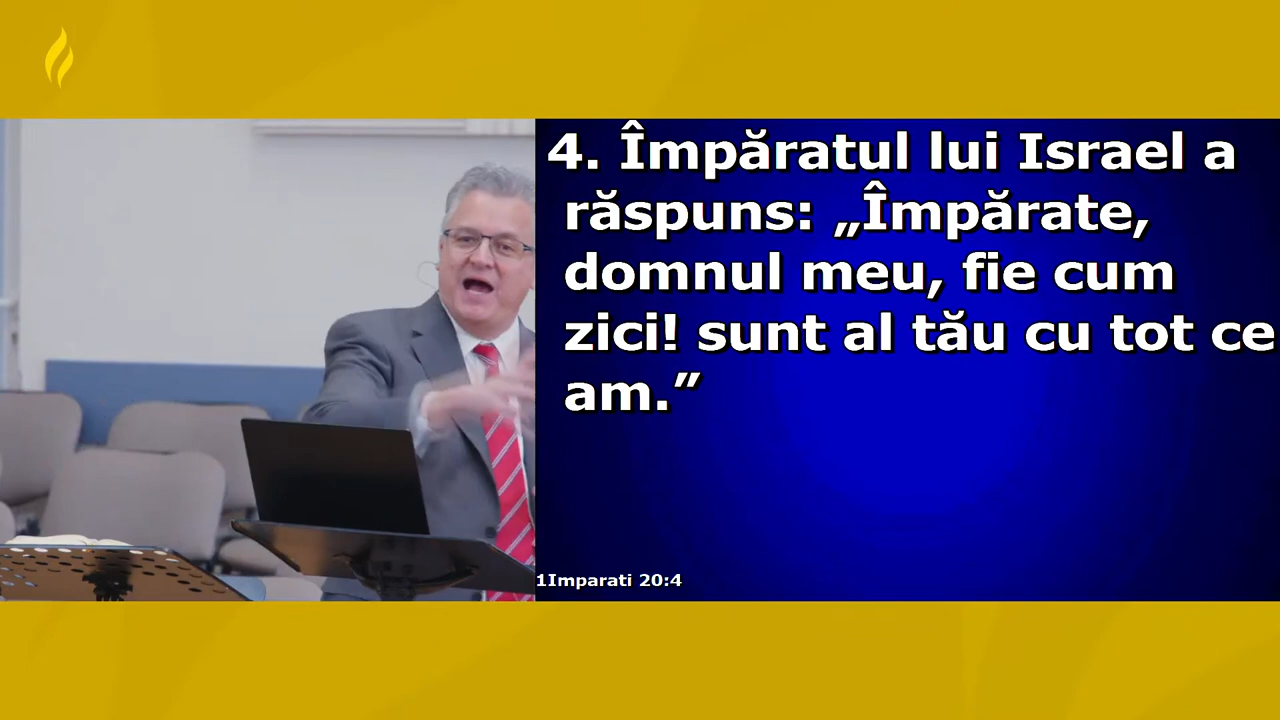 4. Împăratul lui Israel a
răspuns: „Împărate,
domnul meu, fie cum
zici! sunt al tău cu tot ce
am.”
1Imparati 20:4